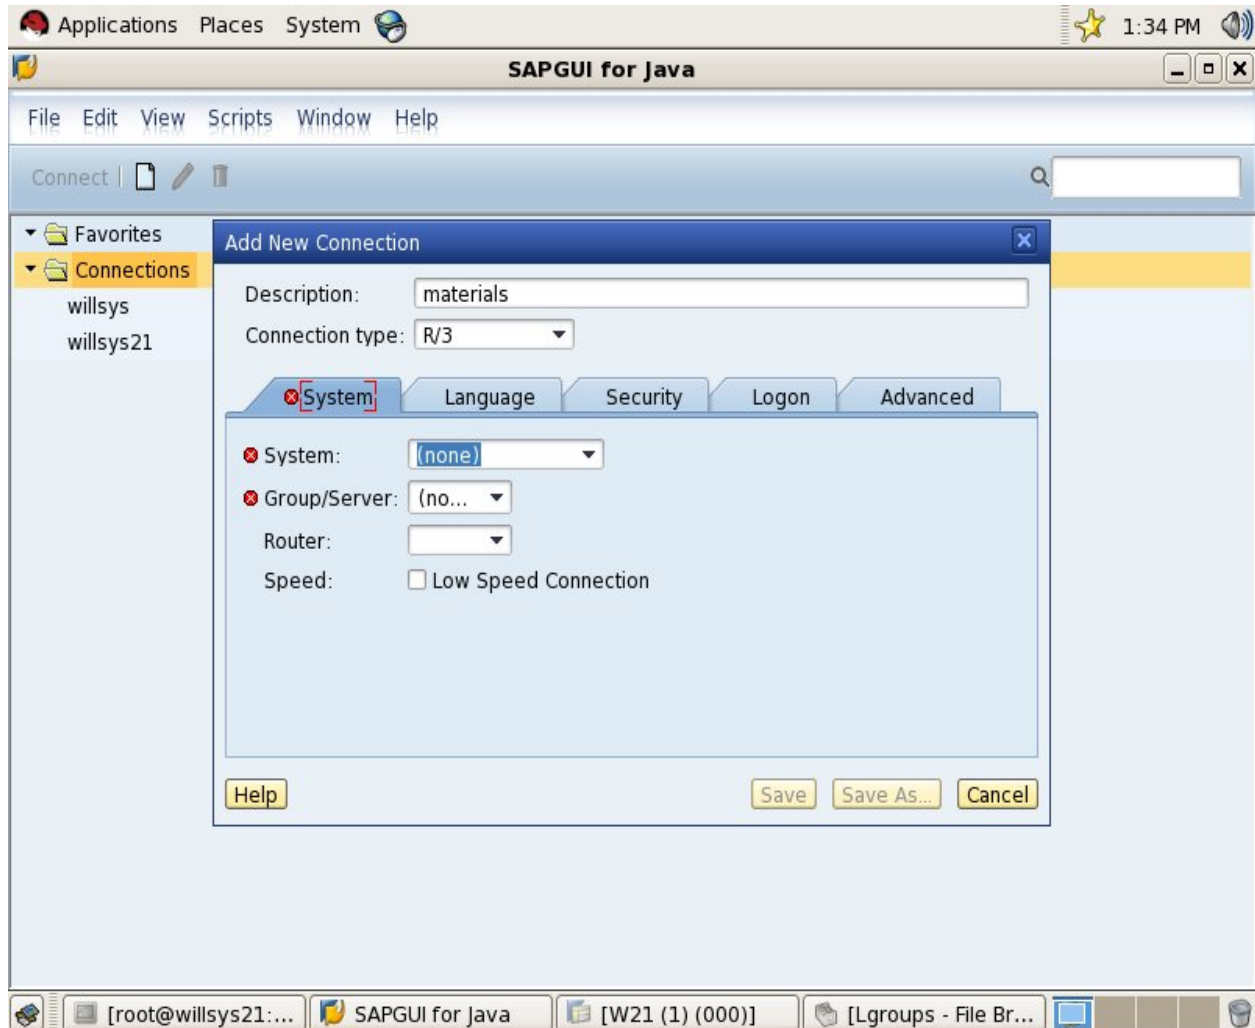 Applications Places System 1:34 PM
SAPGUI for Java
File Edit View Scripts Window Help
Connect
Favorites
Connections
willsys
willsys21
Add New Connection
Description: materials
Connection type: R/3
System Language Security Logon Advanced
System: (none)
Group/Server: (no...
Router:
Speed: Low Speed Connection
Help Save Save As... Cancel
[root@willsys21:... SAPGUI for Java [W21 (1) (000)] [Lgroups - File Br...